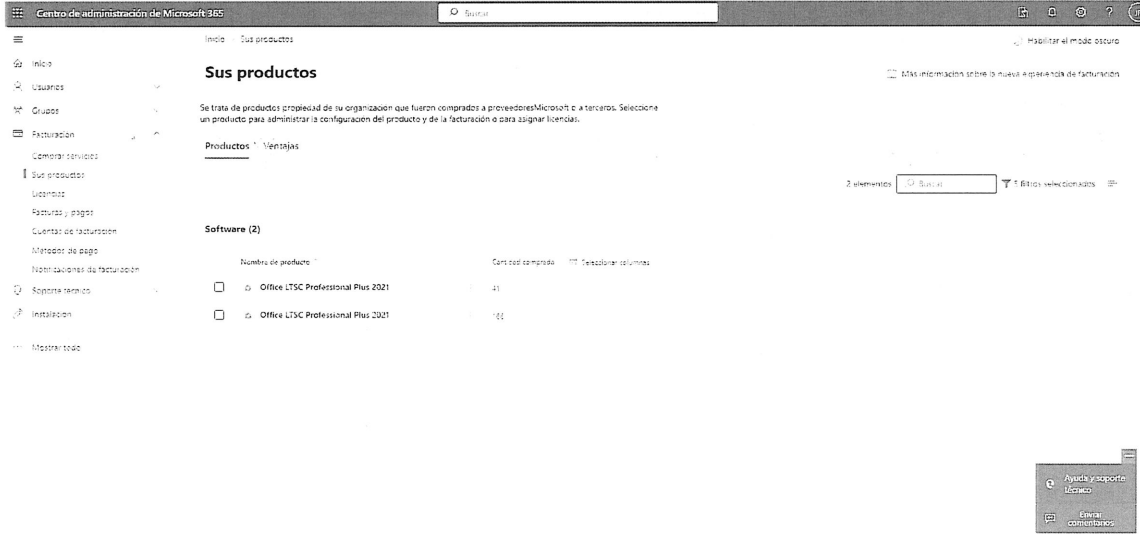 Centro de administración de Microsoft 365
Buscar
Inicio
Sus productos
Habilitar el modo oscuro
Inicio
Usuarios
Grupos
Facturación
Comprar servicios
Sus productos
Licencias
Facturas y pagos
Cuentas de facturación
Métodos de pago
Notificaciones de facturación
Soporte técnico
Instalación
Mostrar todo
Sus productos
Más información sobre la nueva experiencia de facturación
Se trata de productos propiedad de su organización que fueron comprados a proveedoresMicrosoft o a terceros. Seleccione
un producto para administrar la configuración del producto y de la facturación o para asignar licencias.
Productos Ventajas
2 elementos Buscar 5 filtros seleccionados
Software (2)
Nombre de producto Cantidad comprada Seleccionar columnas
Office LTSC Professional Plus 2021 41
Office LTSC Professional Plus 2021
Ayuda y soporte
técnico
Enviar
comentarios